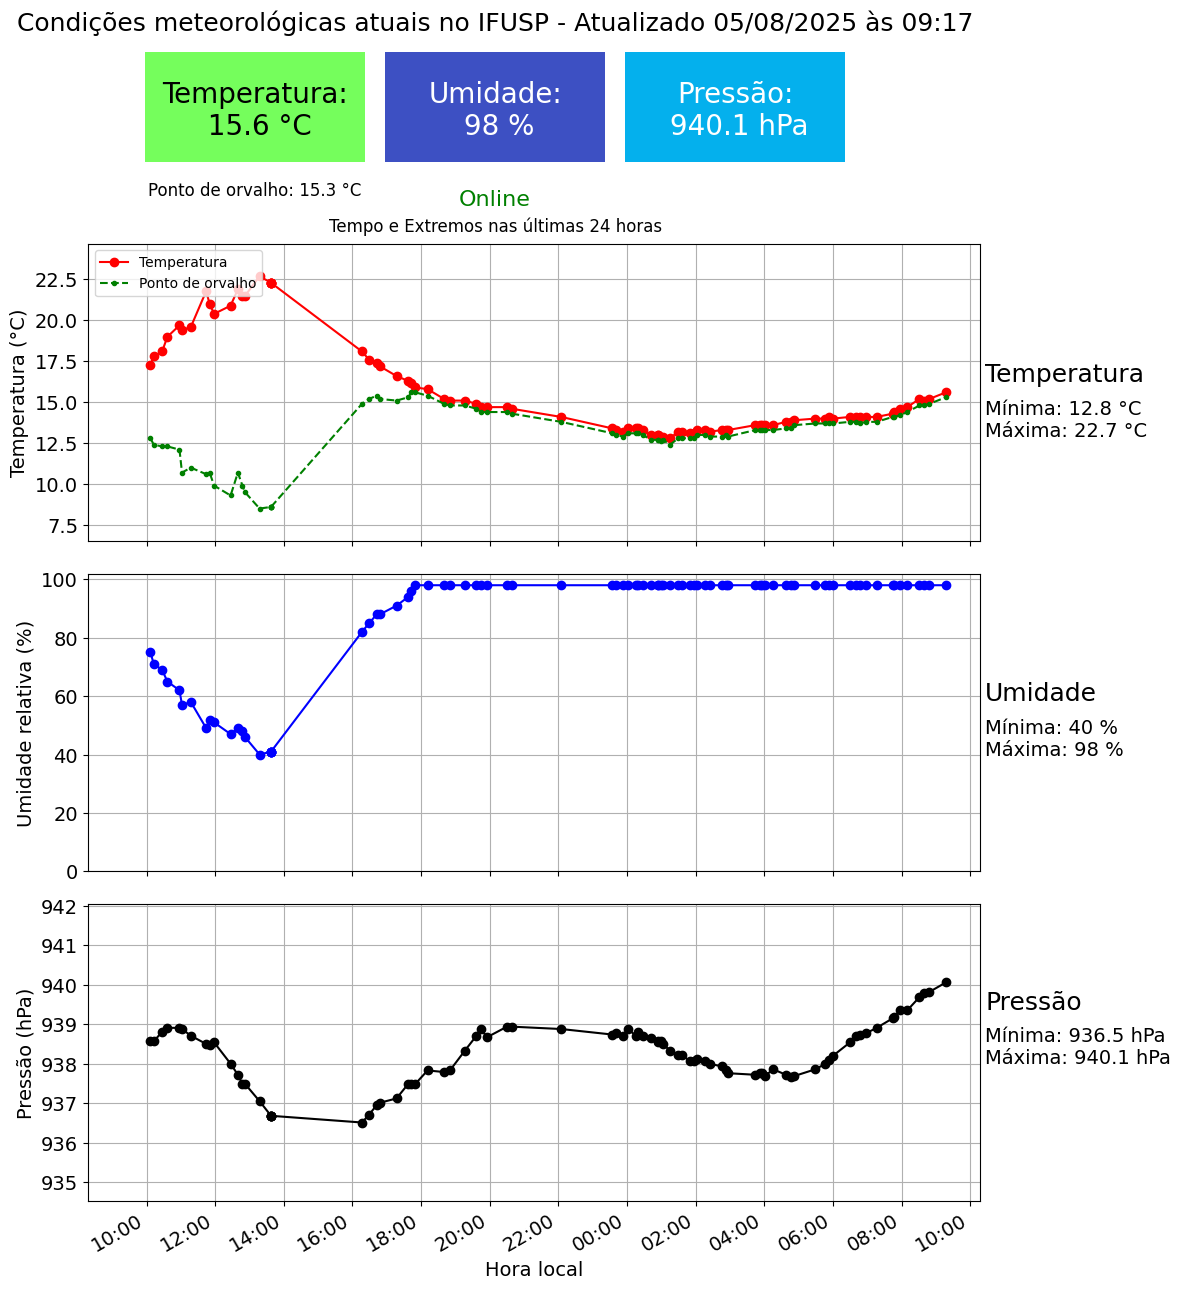 Condições meteorológicas atuais no IFUSP - Atualizado 05/08/2025 às 09:17
Temperatura:
15.6 °C
Umidade:
98 %
Pressão:
940.1 hPa
Ponto de orvalho: 15.3 °C
Online
Tempo e Extremos nas últimas 24 horas
Temperatura
Ponto de orvalho
Temperatura (°C)
22.5
20.0
17.5
15.0
12.5
10.0
7.5
Temperatura
Mínima: 12.8 °C
Máxima: 22.7 °C
Umidade relativa (%)
100
80
60
40
20
0
Umidade
Mínima: 40 %
Máxima: 98 %
Pressão (hPa)
942
941
940
939
938
937
936
935
Pressão
Mínima: 936.5 hPa
Máxima: 940.1 hPa
10:00
12:00
14:00
16:00
18:00
20:00
22:00
00:00
02:00
04:00
06:00
08:00
10:00
Hora local